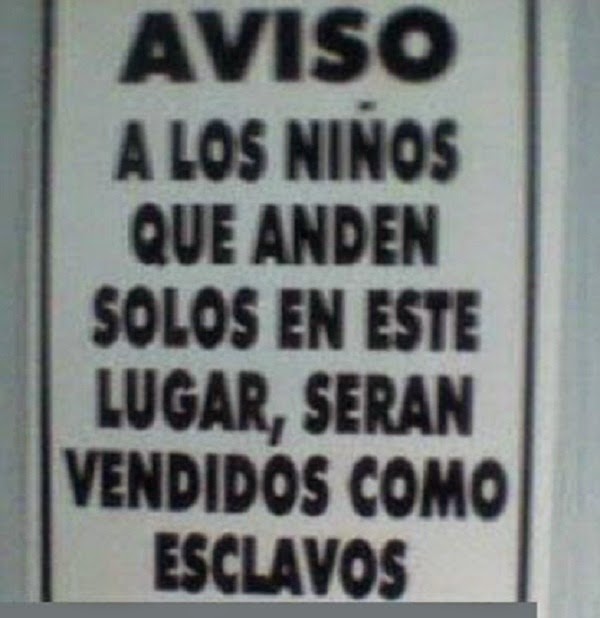 AVISO
A LOS NIÑOS
QUE ANDEN
SOLOS EN ESTE
LUGAR, SERAN
VENDIDOS COMO
ESCLAVOS